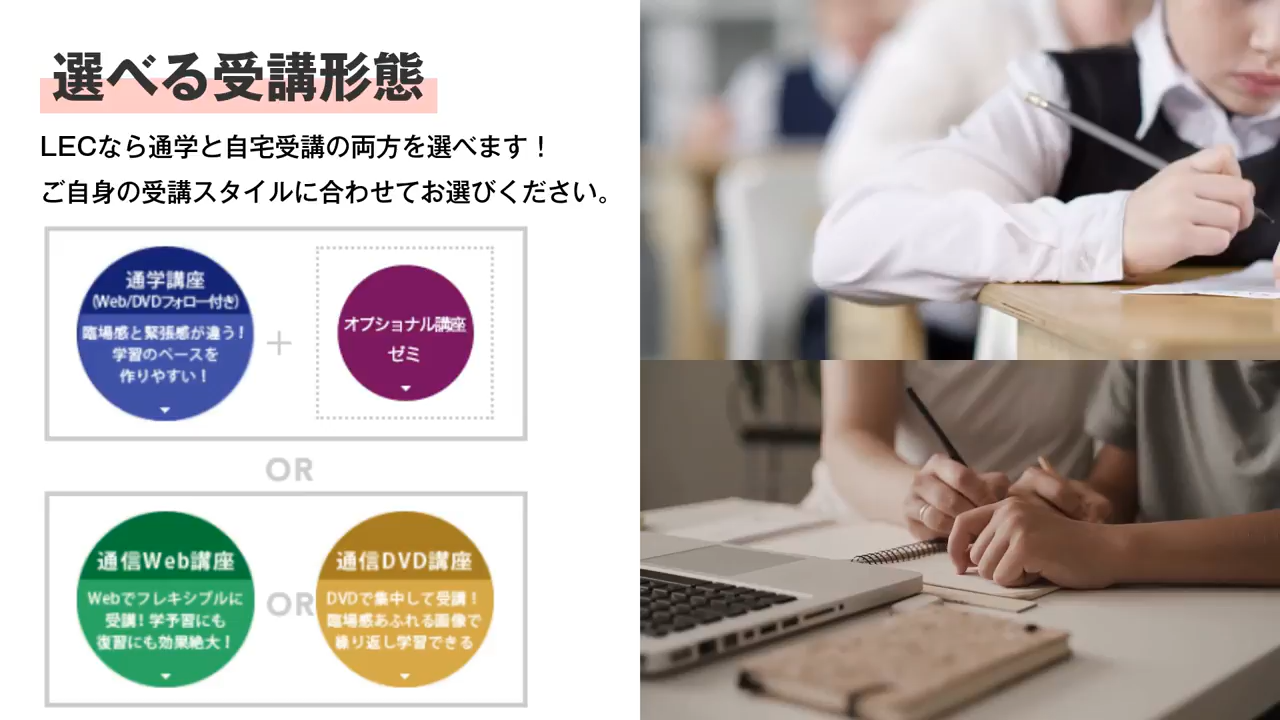 選べる受講形態
LECなら通学と自宅受講の両方を選べます！
ご自身の受講スタイルに合わせてお選びください。
通学講座
（Web/DVDフォロー付き）
臨場感と緊張感が違う！
学習のペースを
作りやすい！
+
オプショナル講座
ゼミ
OR
通信Web講座
Webでフレキシブルに
受講！学予習にも
復習にも効果絶大！
OR
通信DVD講座
DVDで集中して受講！
臨場感あふれる画像で
繰り返し学習できる